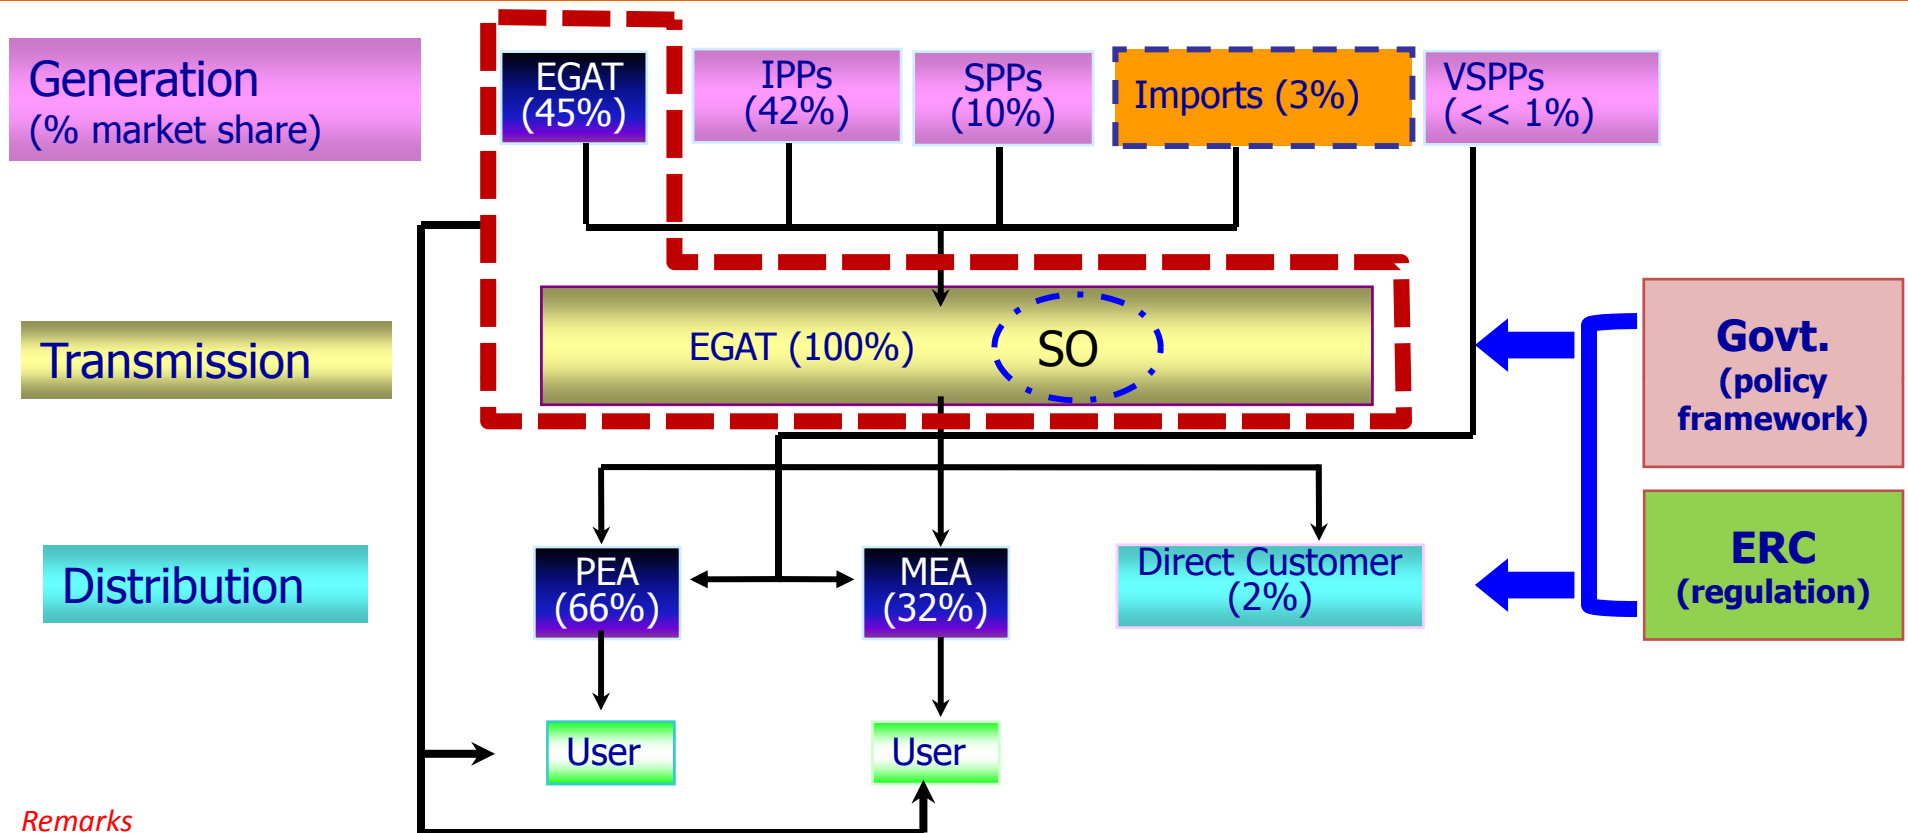 Generation
(% market share)
EGAT
(45%)
IPPs
(42%)
SPPs
(10%)
Imports (3%)
VSPPs
(<< 1%)
Transmission
EGAT (100%)
SO
Govt.
(policy
framework)
Distribution
PEA
(66%)
MEA
(32%)
Direct Customer
(2%)
ERC
(regulation)
User
User
Remarks